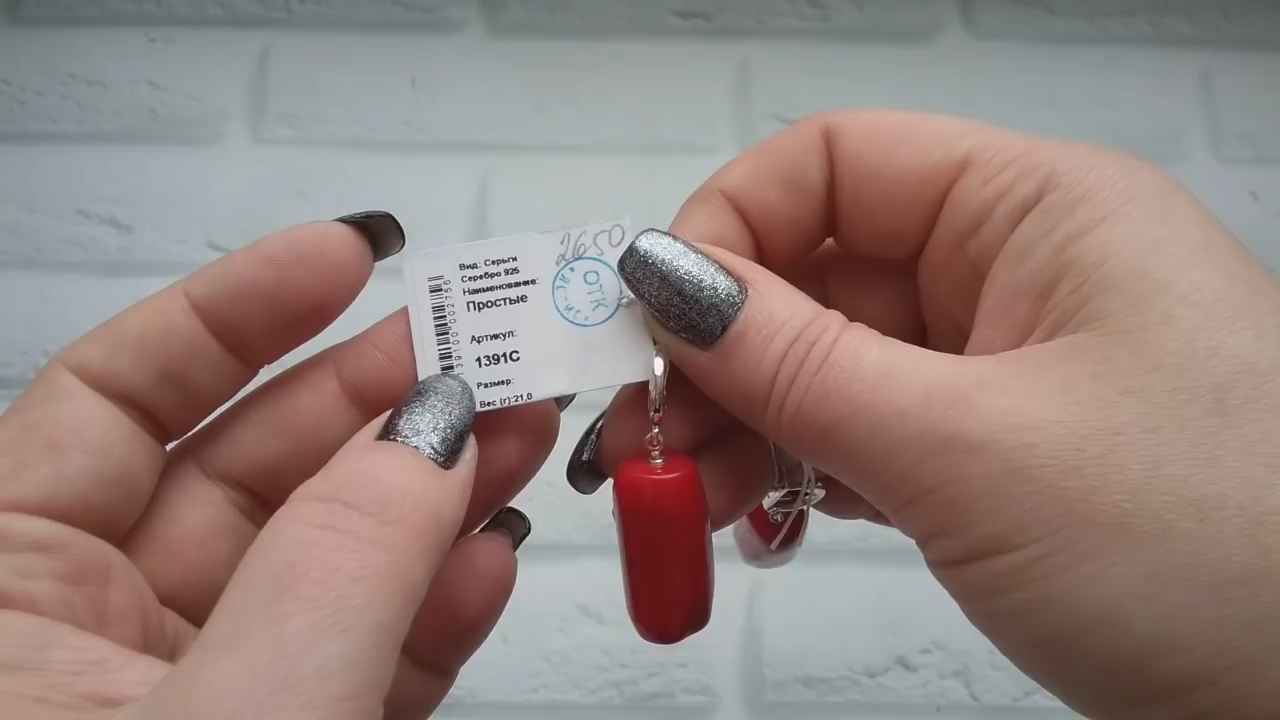 2650
Вид: Серьги
Серебро 925
Наименование:
Простые
ОТК
Артикул:
1391С
Размер:
Вес (г):21,0